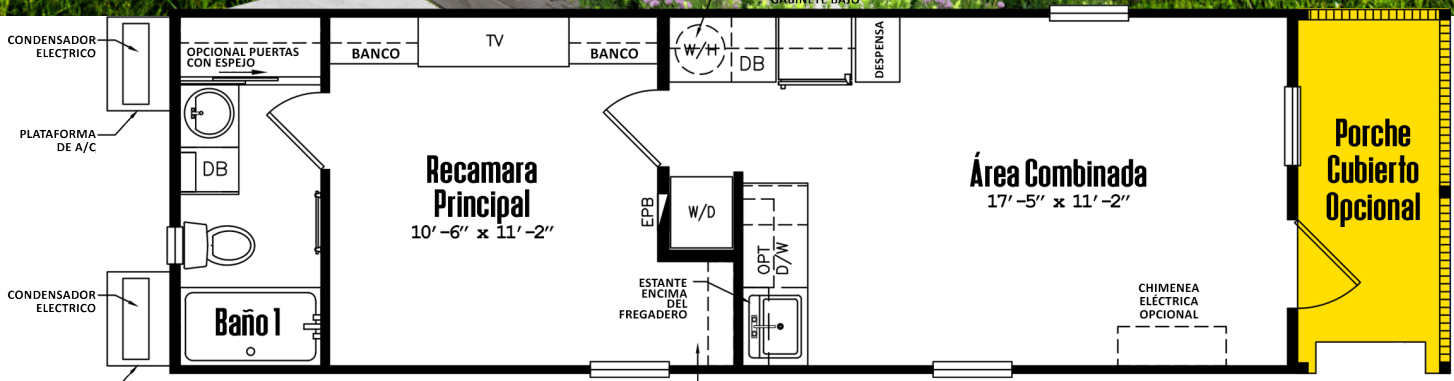 GABINETE BAJO
CONDENSADOR
ELECTRICO
OPCIONAL PUERTAS
CON ESPEJO
BANCO
TV
BANCO
W/H
DB
DESPENSA
PLATAFORMA
DE A/C
DB
Recamara
Principal
10'-6" x 11'-2"
EPB
W/D
Área Combinada
17'-5" x 11'-2"
Porche
Cubierto
Opcional
OPT
D/W
CONDENSADOR
ELECTRICO
Baño 1
ESTANTE
ENCIMA
DEL
FREGADERO
CHIMENEA
ELÉCTRICA
OPCIONAL